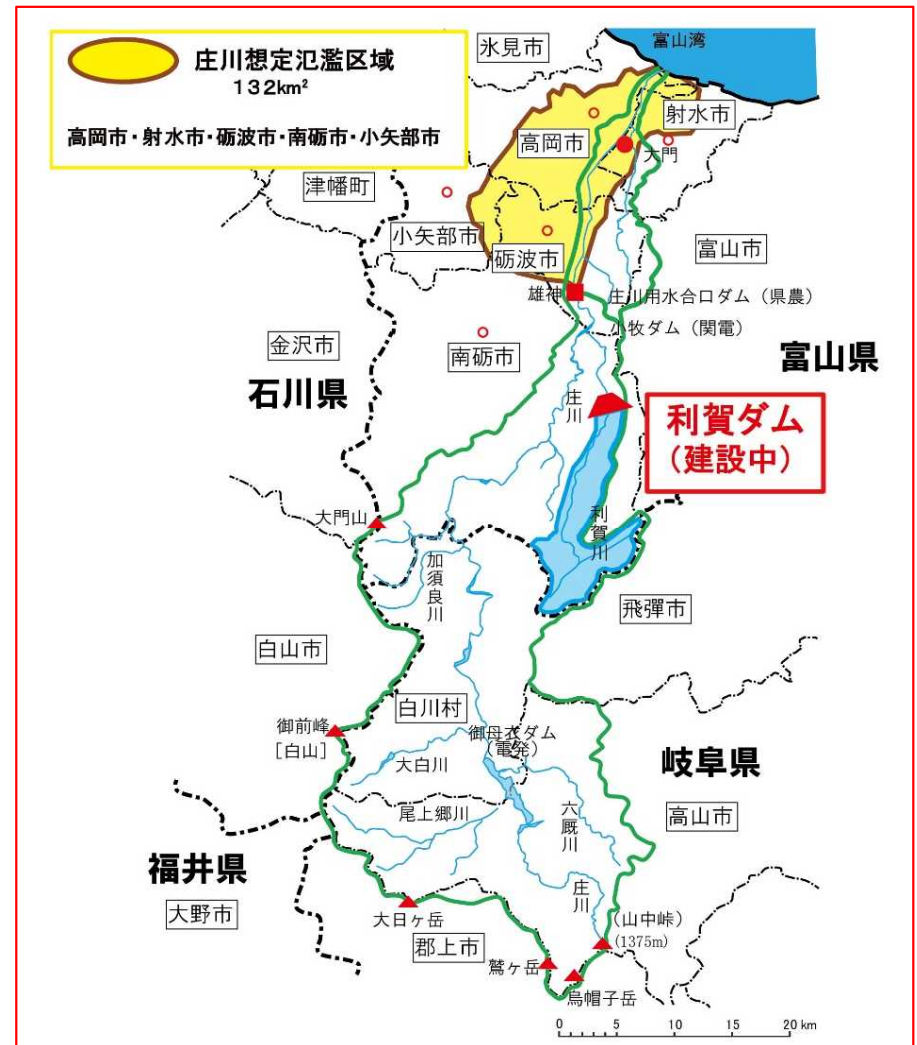 庄川想定氾濫区域
132km²
高岡市・射水市・砺波市・南砺市・小矢部市
氷見市
富山湾
射水市
高岡市
大門
津幡町
小矢部市
砺波市
富山市
雄神
庄川用水合口ダム（県農）
小牧ダム（関電）
金沢市
南砺市
富山県
石川県
庄川
利賀ダム
（建設中）
大門山
利賀川
加須良川
飛彈市
白山市
白川村
御前峰
[白山]
御母衣ダム
（電発）
大白川
岐阜県
尾上郷川
六厩川
高山市
福井県
大野市
庄川
大日ヶ岳
（山中峠）
(1375m)
郡上市
鷲ヶ岳
烏帽子岳
0 5 10 15 20 km